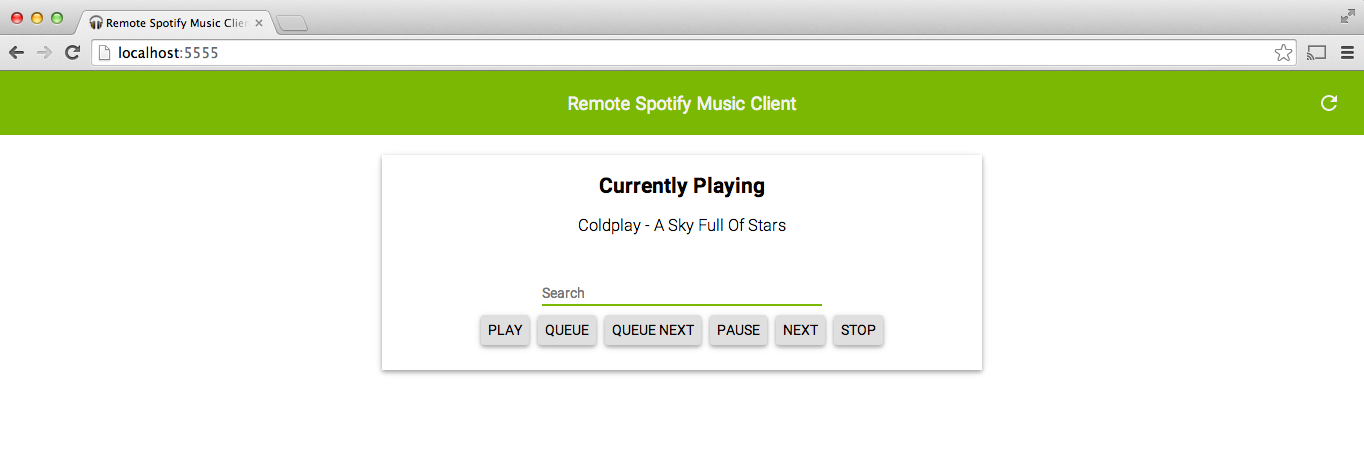 Remote Spotify Music Clien
localhost:5555
Remote Spotify Music Client
Currently Playing
Coldplay - A Sky Full Of Stars
Search
PLAY QUEUE QUEUE NEXT PAUSE NEXT STOP